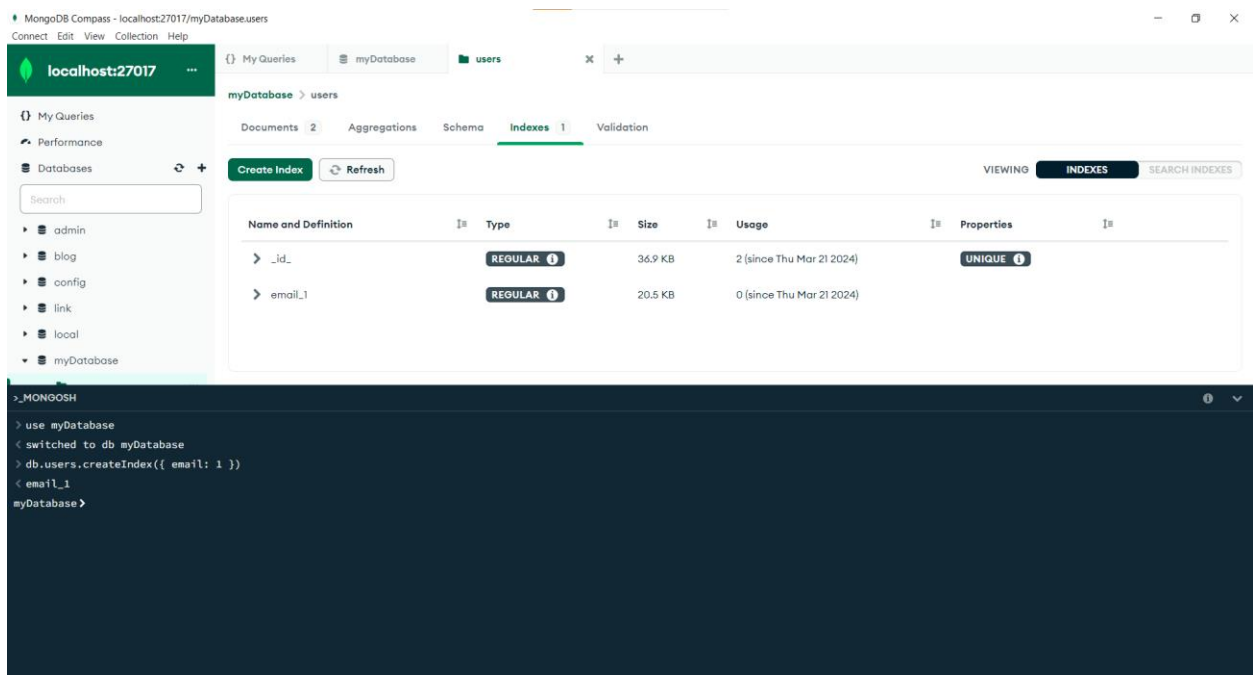 MongoDB Compass - localhost:27017/myDatabase.users
Connect Edit View Collection Help
localhost:27017 ...
{} My Queries myDatabase users
myDatabase > users
{} My Queries
Performance
Databases
Search
admin
blog
config
link
local
myDatabase
Documents 2 Aggregations Schema Indexes 1 Validation
Create Index Refresh VIEWING INDEXES SEARCH INDEXES
Name and Definition Type Size Usage Properties
_id_ REGULAR 36.9 KB 2 (since Thu Mar 21 2024) UNIQUE
email_1 REGULAR 20.5 KB 0 (since Thu Mar 21 2024)
>_MONGOSH
> use myDatabase
< switched to db myDatabase
> db.users.createIndex({ email: 1 })
< email_1
myDatabase>